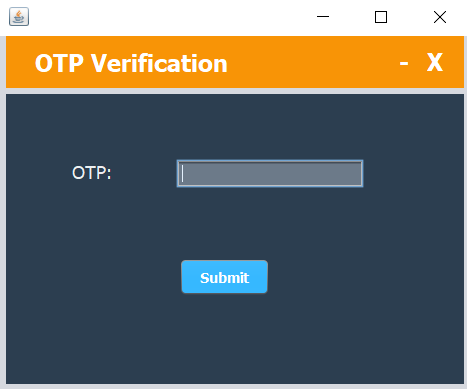 OTP Verification - X
OTP:
Submit